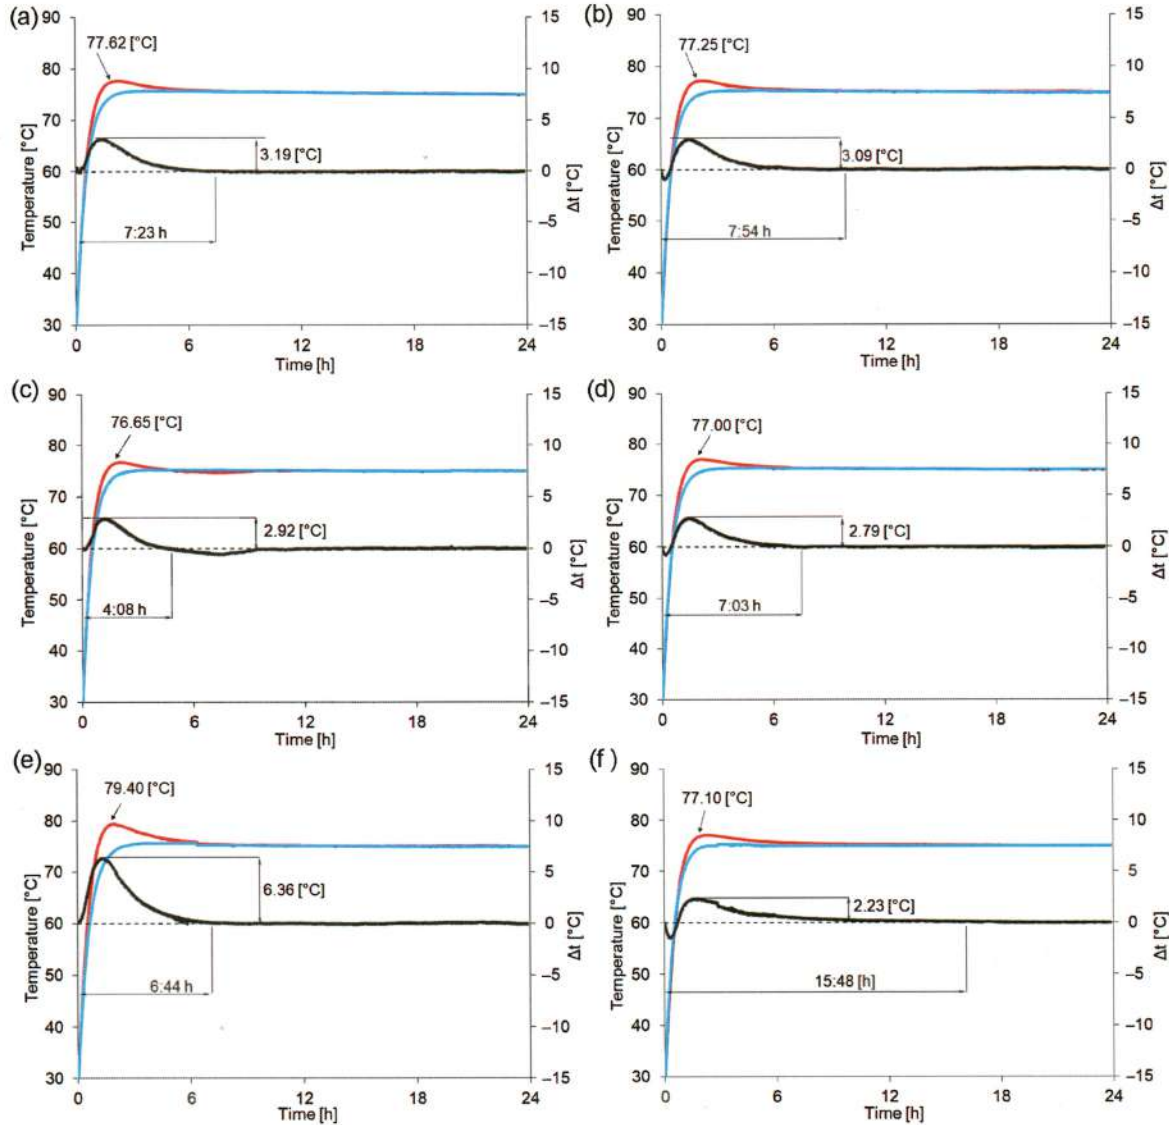 (a)
90
80
70
60
50
40
30
Temperature [°C]
77.62 [°C]
3.19 [°C]
7:23 h
15
10
5
0
–5
–10
–15
Δt [°C]
0
6
12
18
24
Time [h]
(b)
90
80
70
60
50
40
30
Temperature [°C]
77.25 [°C]
3.09 [°C]
7:54 h
15
10
5
0
–5
–10
–15
Δt [°C]
0
6
12
18
24
Time [h]
(c)
90
80
70
60
50
40
30
Temperature [°C]
76.65 [°C]
2.92 [°C]
4:08 h
15
10
5
0
–5
–10
–15
Δt [°C]
0
6
12
18
24
Time [h]
(d)
90
80
70
60
50
40
30
Temperature [°C]
77.00 [°C]
2.79 [°C]
7:03 h
15
10
5
0
–5
–10
–15
Δt [°C]
0
6
12
18
24
Time [h]
(e)
90
80
70
60
50
40
30
Temperature [°C]
79.40 [°C]
6.36 [°C]
6:44 h
15
10
5
0
–5
–10
–15
Δt [°C]
0
6
12
18
24
Time [h]
(f)
90
80
70
60
50
40
30
Temperature [°C]
77.10 [°C]
2.23 [°C]
15:48 [h]
15
10
5
0
–5
–10
–15
Δt [°C]
0
6
12
18
24
Time [h]